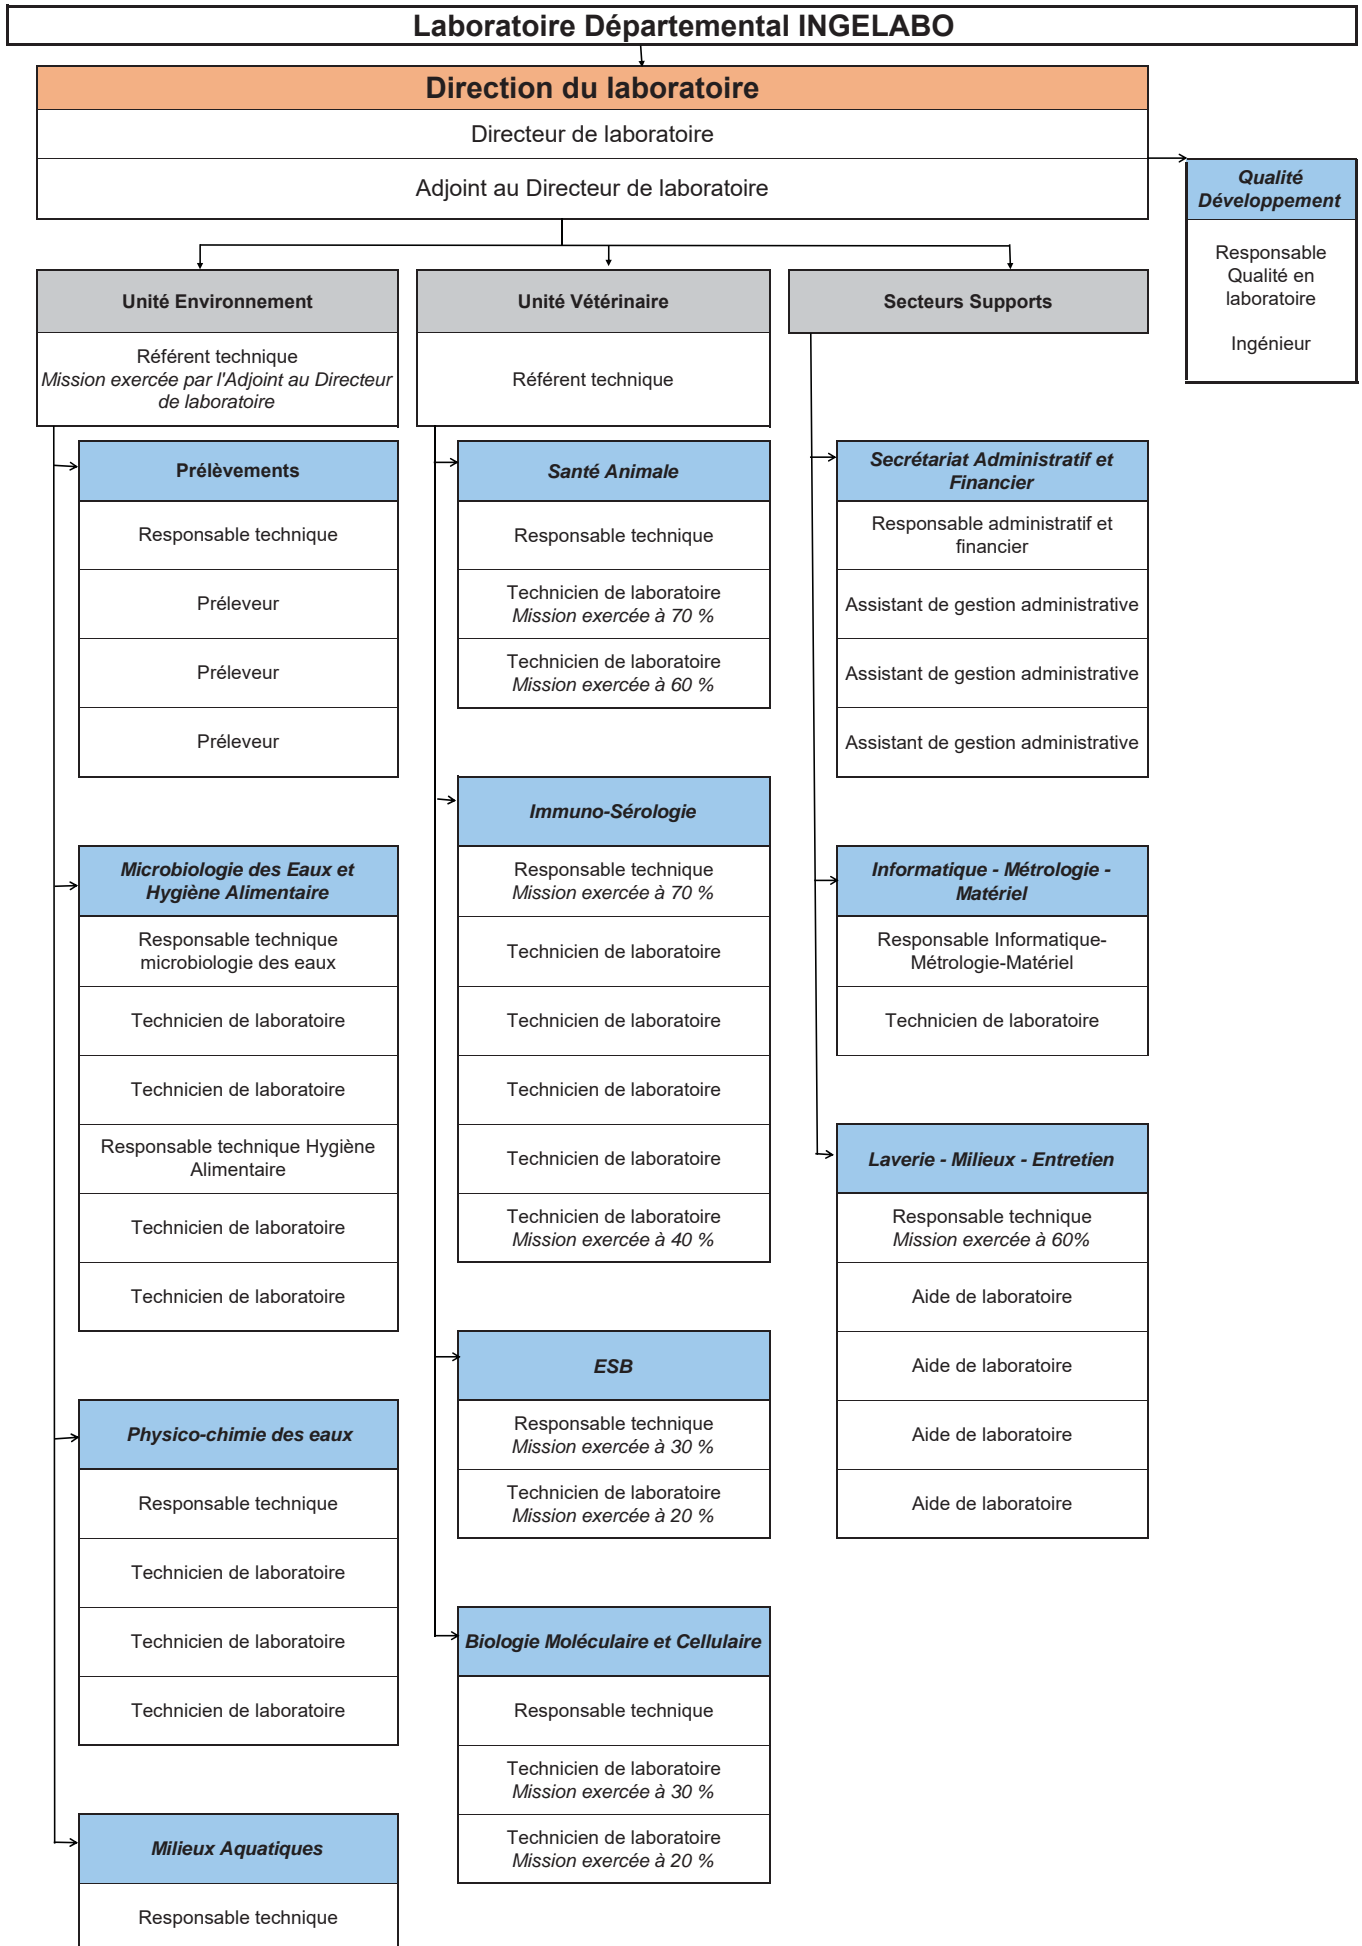 Laboratoire Départemental INGELABO
Direction du laboratoire
Directeur de laboratoire
Adjoint au Directeur de laboratoire
Qualité
Développement
Responsable
Qualité en
laboratoire
Ingénieur
Unité Environnement
Référent technique
Mission exercée par l'Adjoint au Directeur
de laboratoire
Prélèvements
Responsable technique
Préleveur
Préleveur
Préleveur
Microbiologie des Eaux et
Hygiène Alimentaire
Responsable technique
microbiologie des eaux
Technicien de laboratoire
Technicien de laboratoire
Responsable technique Hygiène
Alimentaire
Technicien de laboratoire
Technicien de laboratoire
Physico-chimie des eaux
Responsable technique
Technicien de laboratoire
Technicien de laboratoire
Technicien de laboratoire
Milieux Aquatiques
Responsable technique
Unité Vétérinaire
Référent technique
Santé Animale
Responsable technique
Technicien de laboratoire
Mission exercée à 70 %
Technicien de laboratoire
Mission exercée à 60 %
Immuno-Sérologie
Responsable technique
Mission exercée à 70 %
Technicien de laboratoire
Technicien de laboratoire
Technicien de laboratoire
Technicien de laboratoire
Technicien de laboratoire
Mission exercée à 40 %
ESB
Responsable technique
Mission exercée à 30 %
Technicien de laboratoire
Mission exercée à 20 %
Biologie Moléculaire et Cellulaire
Responsable technique
Technicien de laboratoire
Mission exercée à 30 %
Technicien de laboratoire
Mission exercée à 20 %
Secteurs Supports
Secrétariat Administratif et
Financier
Responsable administratif et
financier
Assistant de gestion administrative
Assistant de gestion administrative
Assistant de gestion administrative
Informatique - Métrologie -
Matériel
Responsable Informatique-
Métrologie-Matériel
Technicien de laboratoire
Laverie - Milieux - Entretien
Responsable technique
Mission exercée à 60%
Aide de laboratoire
Aide de laboratoire
Aide de laboratoire
Aide de laboratoire